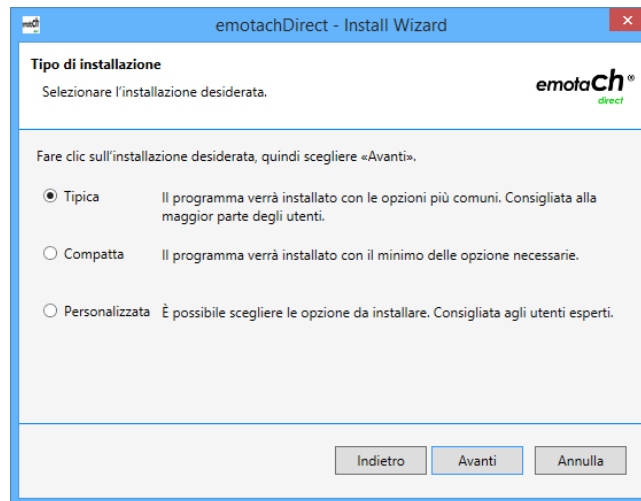 emotach
emotachDirect - Install Wizard
Tipo di installazione
Selezionare l'installazione desiderata.
emotach®
direct
Fare clic sull'installazione desiderata, quindi scegliere «Avanti».
Tipica
Il programma verrà installato con le opzioni più comuni. Consigliata alla
maggior parte degli utenti.
Compatta
Il programma verrà installato con il minimo delle opzione necessarie.
Personalizzata
È possibile scegliere le opzione da installare. Consigliata agli utenti esperti.
Indietro
Avanti
Annulla